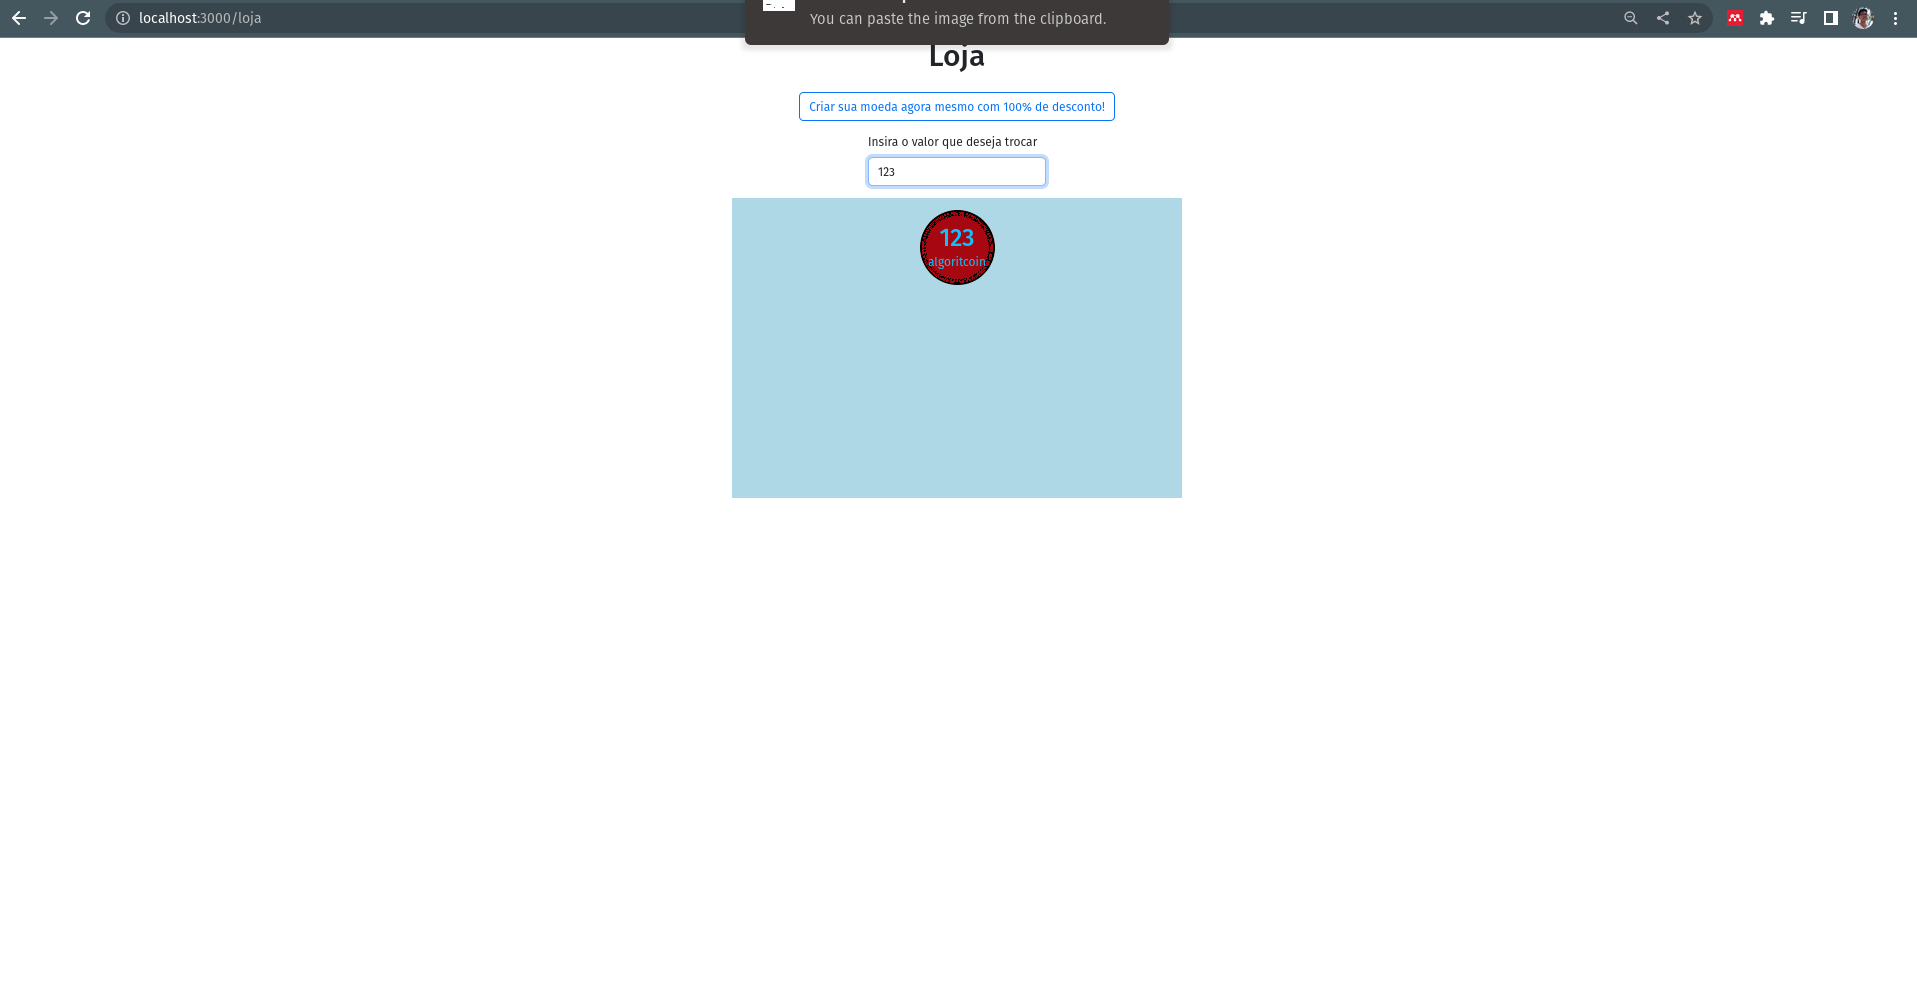 localhost:3000/loja
You can paste the image from the clipboard.
Loja
Criar sua moeda agora mesmo com 100% de desconto!
Insira o valor que deseja trocar
123
123
algoritcoin